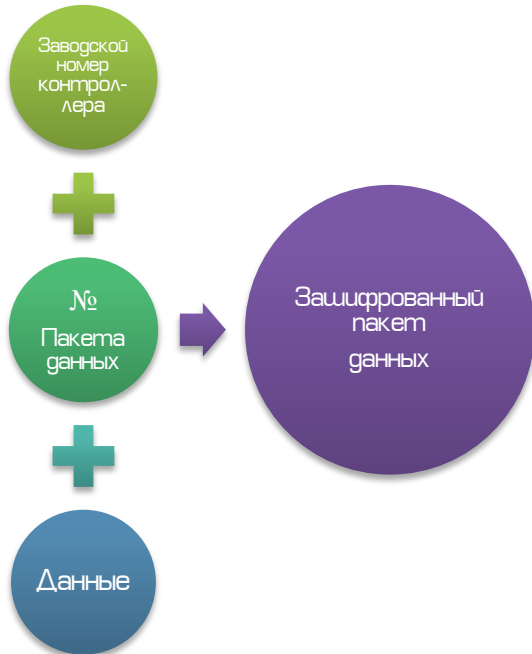 Заводской
номер
контрол-
лера
№
Пакета
данных
Зашифрованный
пакет
данных
Данные